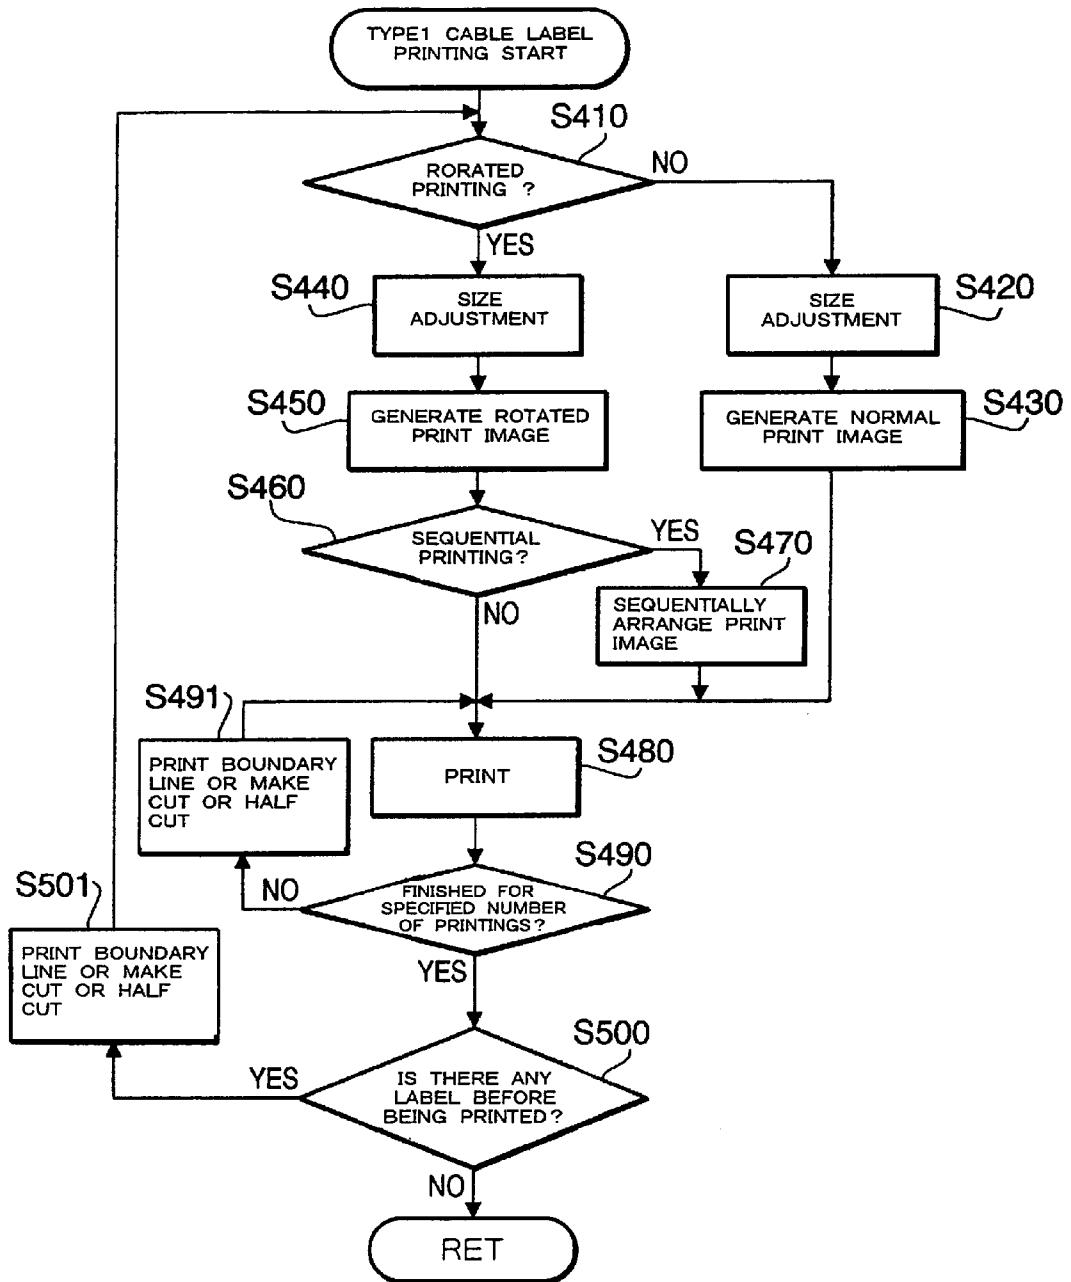 TYPE1 CABLE LABEL
PRINTING START
S410
RORATED
PRINTING ?
NO
YES
S440
SIZE
ADJUSTMENT
SIZE
ADJUSTMENT
S420
S450
GENERATE ROTATED
PRINT IMAGE
GENERATE NORMAL
PRINT IMAGE
S430
S460
SEQUENTIAL
PRINTING?
YES
S470
NO
SEQUENTIALLY
ARRANGE PRINT
IMAGE
S491
PRINT BOUNDARY
LINE OR MAKE
CUT OR HALF
CUT
PRINT
S480
S490
NO
FINISHED FOR
SPECIFIED NUMBER
OF PRINTINGS?
S501
PRINT BOUNDARY
LINE OR MAKE
CUT OR HALF
CUT
YES
S500
YES
IS THERE ANY
LABEL BEFORE
BEING PRINTED?
NO
RET